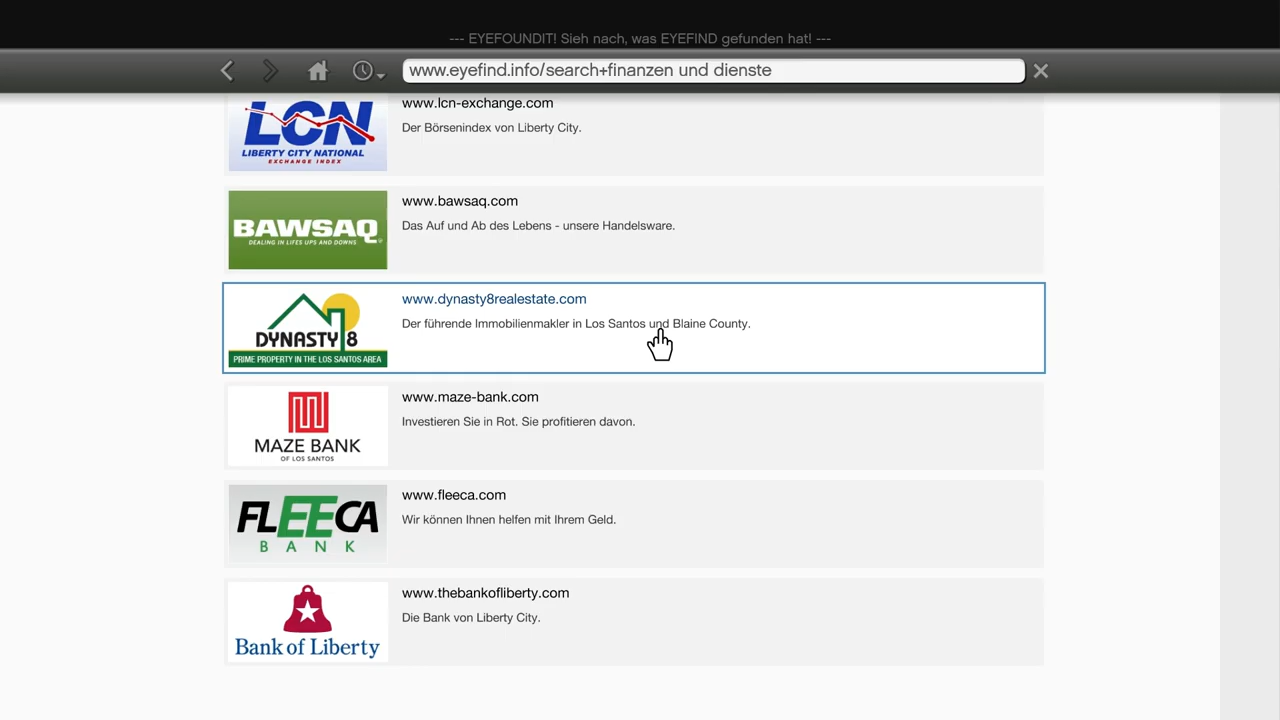 --- EYEFOUNDIT! Sieh nach, was EYEFIND gefunden hat! ---
www.eyefind.info/search+finanzen und dienste
LCN
LIBERTY CITY NATIONAL
EXCHANGE INDEX
www.lcn-exchange.com
Der Börsenindex von Liberty City.
BAWSAQ
DEALING IN LIFES UPS AND DOWNS
www.bawsaq.com
Das Auf und Ab des Lebens - unsere Handelsware.
DYNASTY 8
PRIME PROPERTY IN THE LOS SANTOS AREA
www.dynasty8realestate.com
Der führende Immobilienmakler in Los Santos und Blaine County.
MAZE BANK
OF LOS SANTOS
www.maze-bank.com
Investieren Sie in Rot. Sie profitieren davon.
FLEECA
BANK
www.fleeca.com
Wir können Ihnen helfen mit Ihrem Geld.
Bank of Liberty
www.thebankofliberty.com
Die Bank von Liberty City.